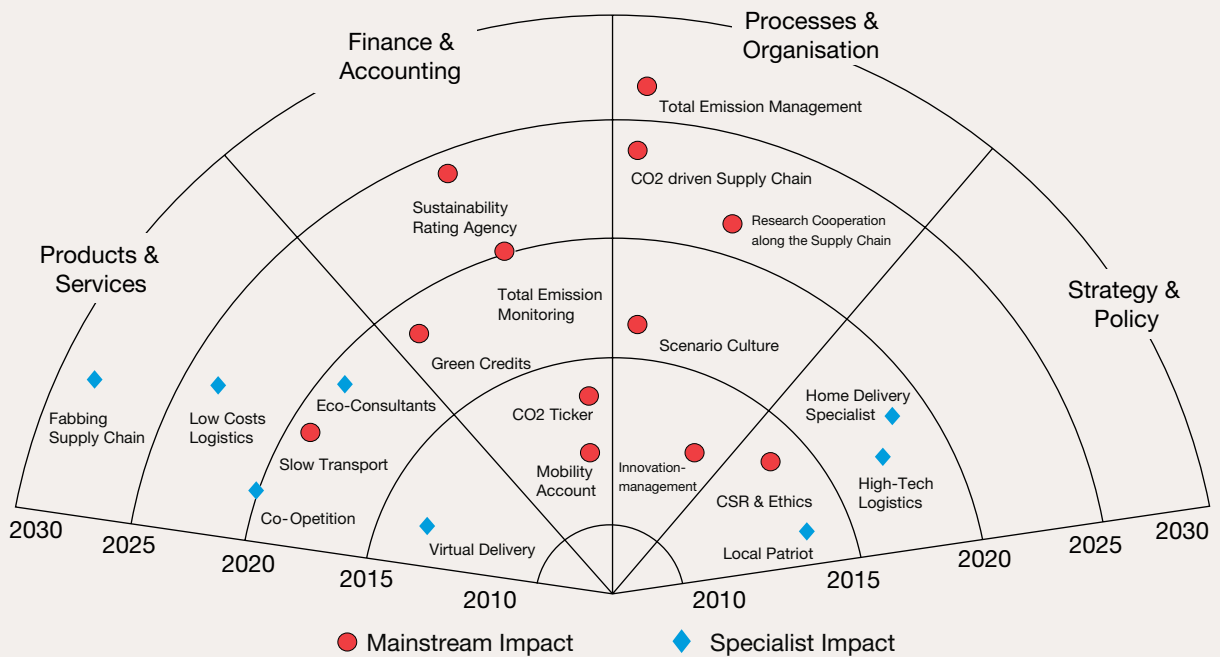 Processes &
Organisation
Finance &
Accounting
Total Emission Management
CO2 driven Supply Chain
Sustainability
Rating Agency
Research Cooperation
along the Supply Chain
Products &
Services
Strategy &
Policy
Total Emission
Monitoring
Scenario Culture
Green Credits
Fabbing
Supply Chain
Low Costs
Logistics
Eco-Consultants
CO2 Ticker
Home Delivery
Specialist
Slow Transport
Mobility
Account
Innovation-
management
CSR & Ethics
High-Tech
Logistics
Co-Opetition
Virtual Delivery
Local Patriot
2030
2025
2020
2015
2010
2010
2015
2020
2025
2030
Mainstream Impact
Specialist Impact